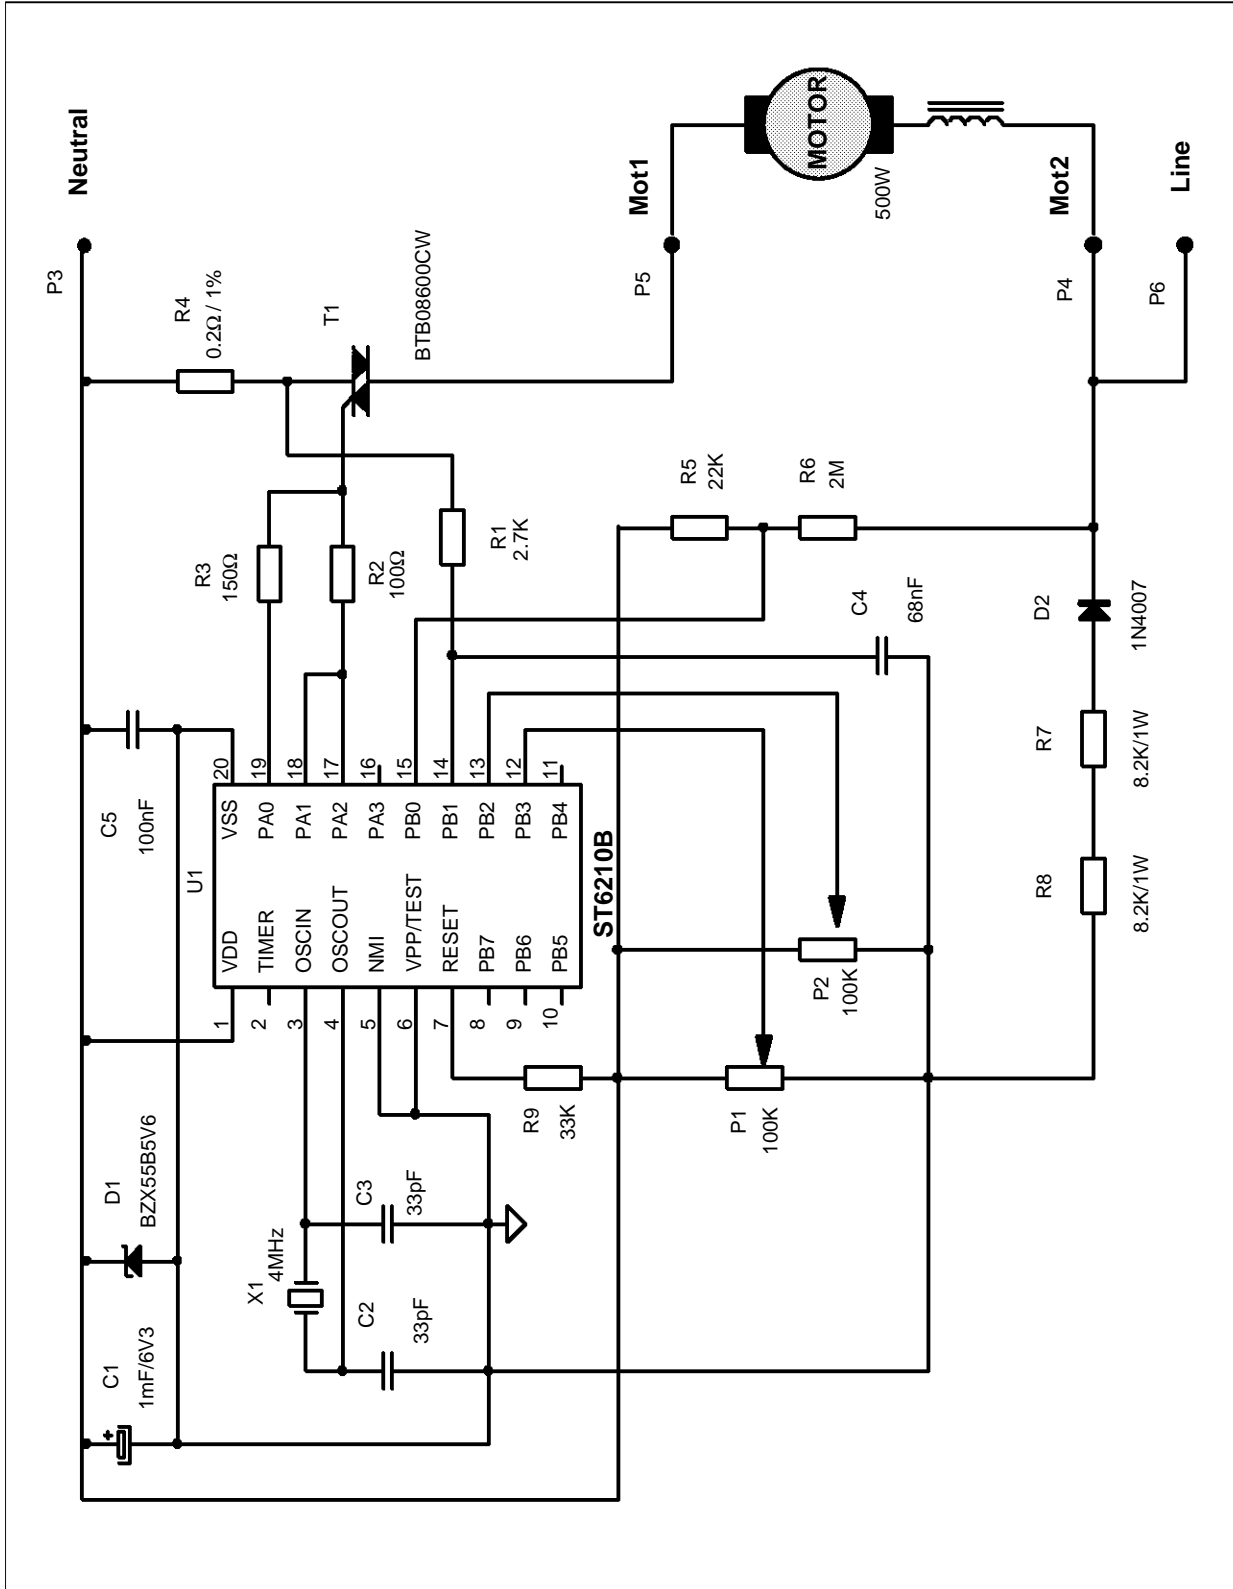 Neutral
P3
R4
0.2Ω / 1%
T1
BTB08600CW
Mot1
P5
MOTOR
500W
Mot2
P4
Line
P6
R3
150Ω
R2
100Ω
R1
2.7K
R5
22K
R6
2M
C4
68nF
D2
1N4007
R7
8.2K/1W
R8
8.2K/1W
C5
100nF
U1
20
19
18
17
16
15
14
13
12
11
VSS
PA0
PA1
PA2
PA3
PB0
PB1
PB2
PB3
PB4
VDD
TIMER
OSCIN
OSCOUT
NMI
VPP/TEST
RESET
PB7
PB6
PB5
ST6210B
1
2
3
4
5
6
7
8
9
10
P2
100K
P1
100K
R9
33K
D1
BZX55B5V6
C3
33pF
X1
4MHz
C2
33pF
C1
1mF/6V3
+